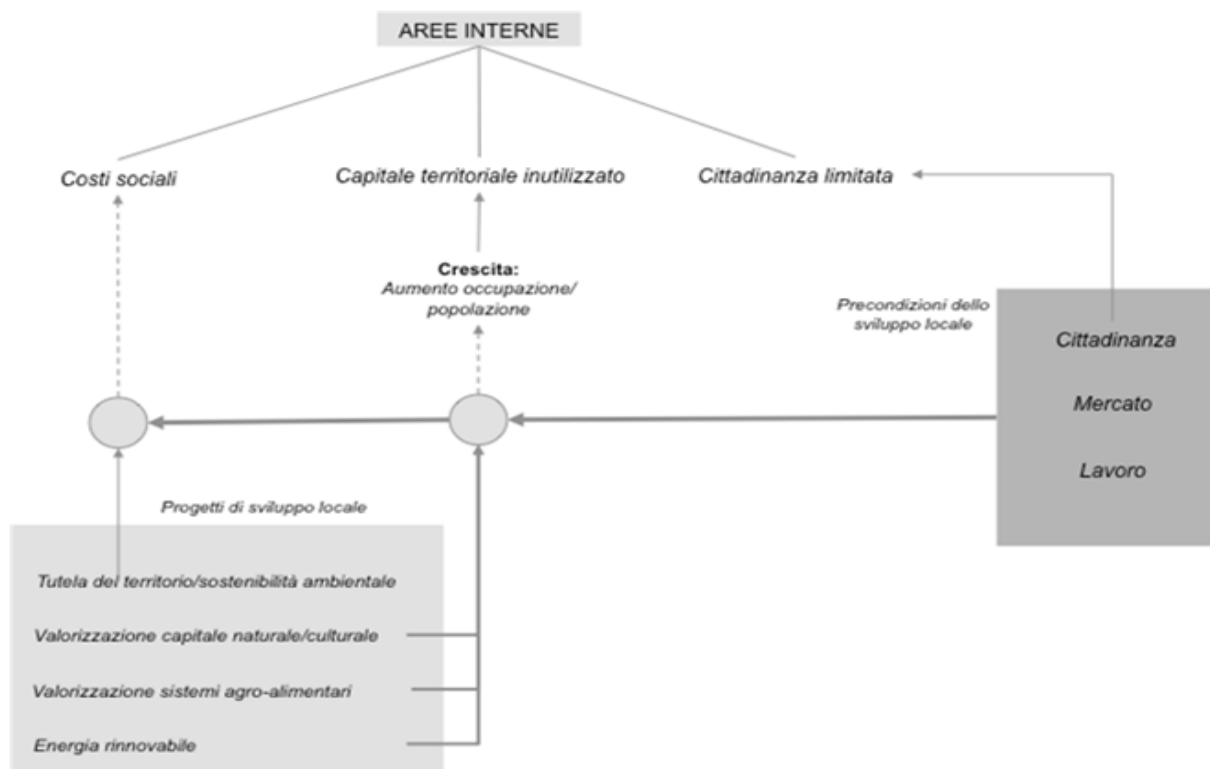 AREE INTERNE
Costi sociali
Capitale territoriale inutilizzato
Cittadinanza limitata
Crescita:
Aumento occupazione/
popolazione
Precondizioni dello
sviluppo locale
Cittadinanza
Mercato
Lavoro
Progetti di sviluppo locale
Tutela del territorio/sostenibilità ambientale
Valorizzazione capitale naturale/culturale
Valorizzazione sistemi agro-alimentari
Energia rinnovabile